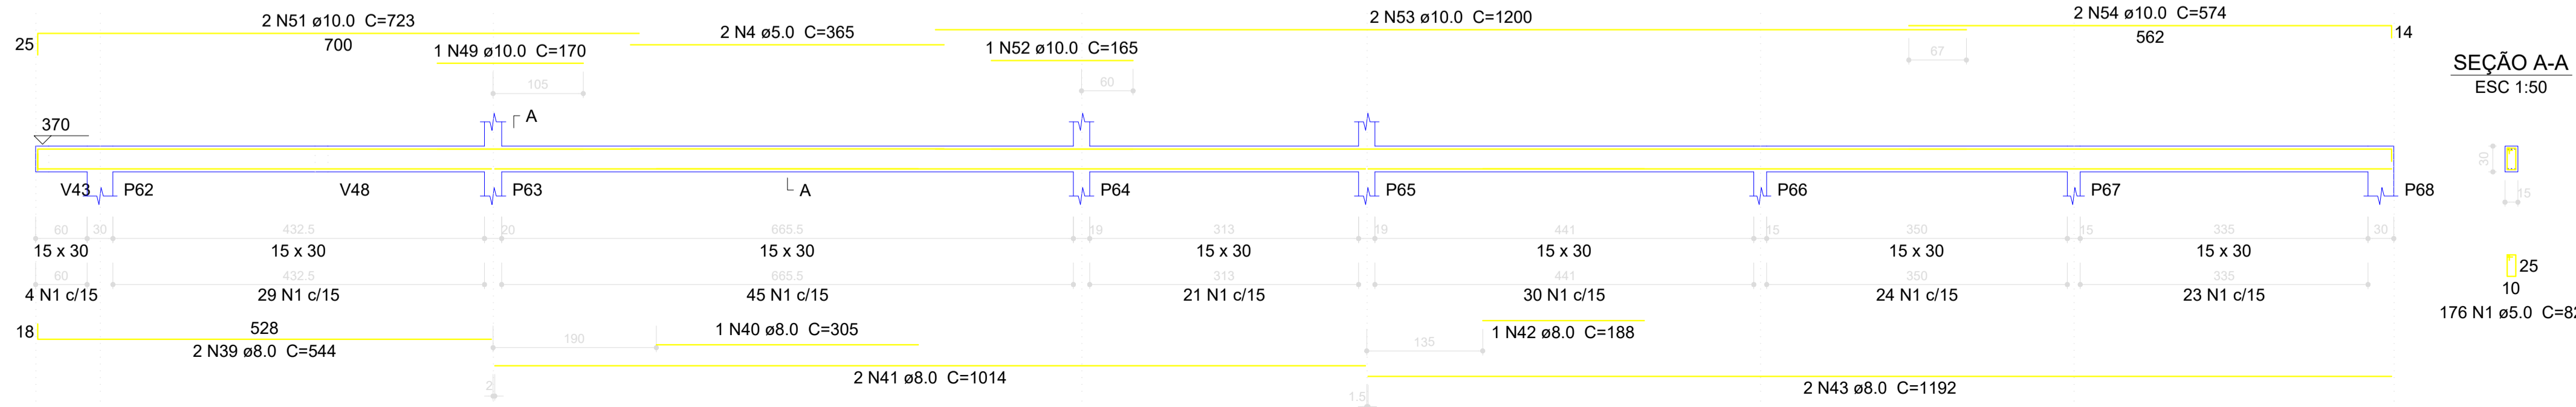 2 N51 ø10.0 C=723
2 N4 ø5.0 C=365
2 N53 ø10.0 C=1200
2 N54 ø10.0 C=574
25
700
1 N49 ø10.0 C=170
1 N52 ø10.0 C=165
67
562
14
105
60
SEÇÃO A-A
ESC 1:50
370
A
30
15
V43
P62
V48
P63
A
P64
P65
P66
P67
P68
60
30
432.5
20
665.5
19
313
19
441
15
350
15
335
30
15 x 30
15 x 30
15 x 30
15 x 30
15 x 30
15 x 30
15 x 30
60
432.5
665.5
313
441
350
335
4 N1 c/15
29 N1 c/15
45 N1 c/15
21 N1 c/15
30 N1 c/15
24 N1 c/15
23 N1 c/15
25
10
176 N1 ø5.0 C=82
18
528
2 N39 ø8.0 C=544
190
1 N40 ø8.0 C=305
135
1 N42 ø8.0 C=188
2
2 N41 ø8.0 C=1014
1.5
2 N43 ø8.0 C=1192